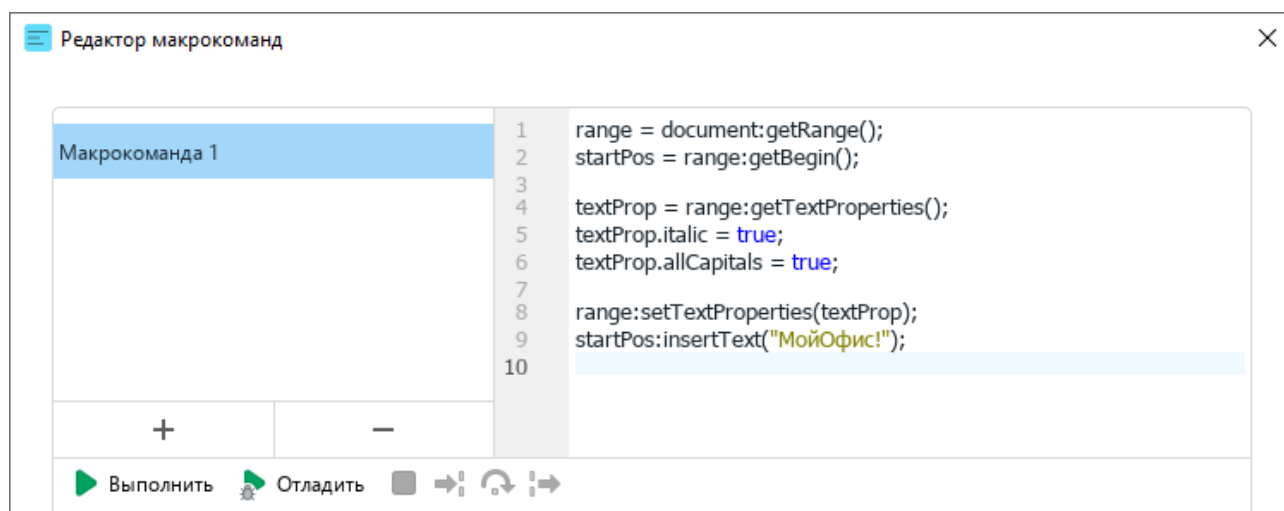 Редактор макрокоманд
Макрокоманда 1
1 range = document:getRange();
2 startPos = range:getBegin();
3
4 textProp = range:getTextProperties();
5 textProp.italic = true;
6 textProp.allCapitals = true;
7
8 range:setTextProperties(textProp);
9 startPos:insertText("МойОфис!");
10
+ −
Выполнить Отладить